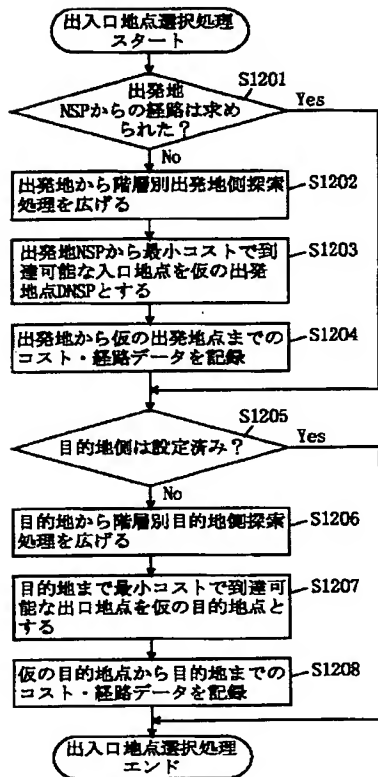 出入口地点選択処理
スタート
S1201
出発地
NSPからの経路は求め
られた?
Yes
No
出発地から階層別出発地側探索
処理を広げる
S1202
出発地NSPから最小コストで到
達可能な入口地点を仮の出発
地点DNSPとする
S1203
出発地から仮の出発地点までの
コスト・経路データを記録
S1204
S1205
目的地側は設定済み?
Yes
No
目的地から階層別目的地側探索
処理を広げる
S1206
目的地まで最小コストで到達可
能な出口地点を仮の目的地点と
する
S1207
仮の目的地点から目的地までの
コスト・経路データを記録
S1208
出入口地点選択処理
エンド